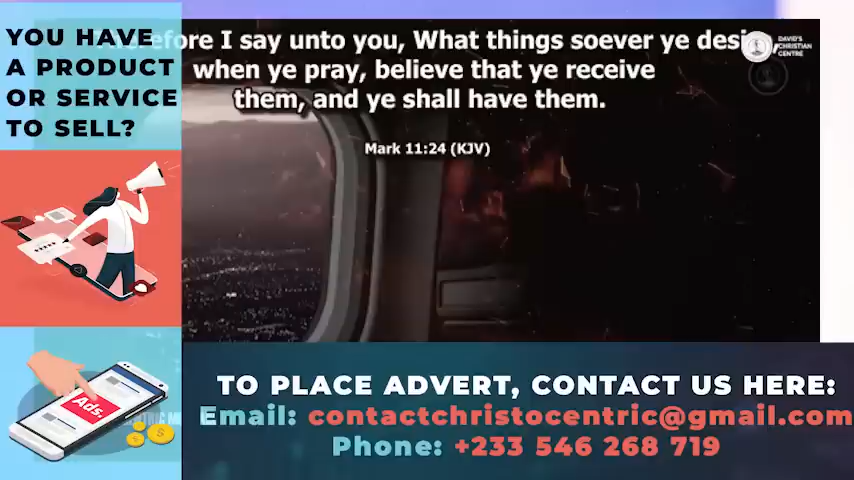 YOU HAVE
A PRODUCT
OR SERVICE
TO SELL?
I say unto you, What things soever ye
when ye pray, believe that ye receive
them, and ye shall have them.
Mark 11:24 (KJV)
DAVID'S
CHRISTIAN
CENTRE
Ads.
TO PLACE ADVERT, CONTACT US HERE:
Email: contactchristocentric@gmail.com
Phone: +233 546 268 719